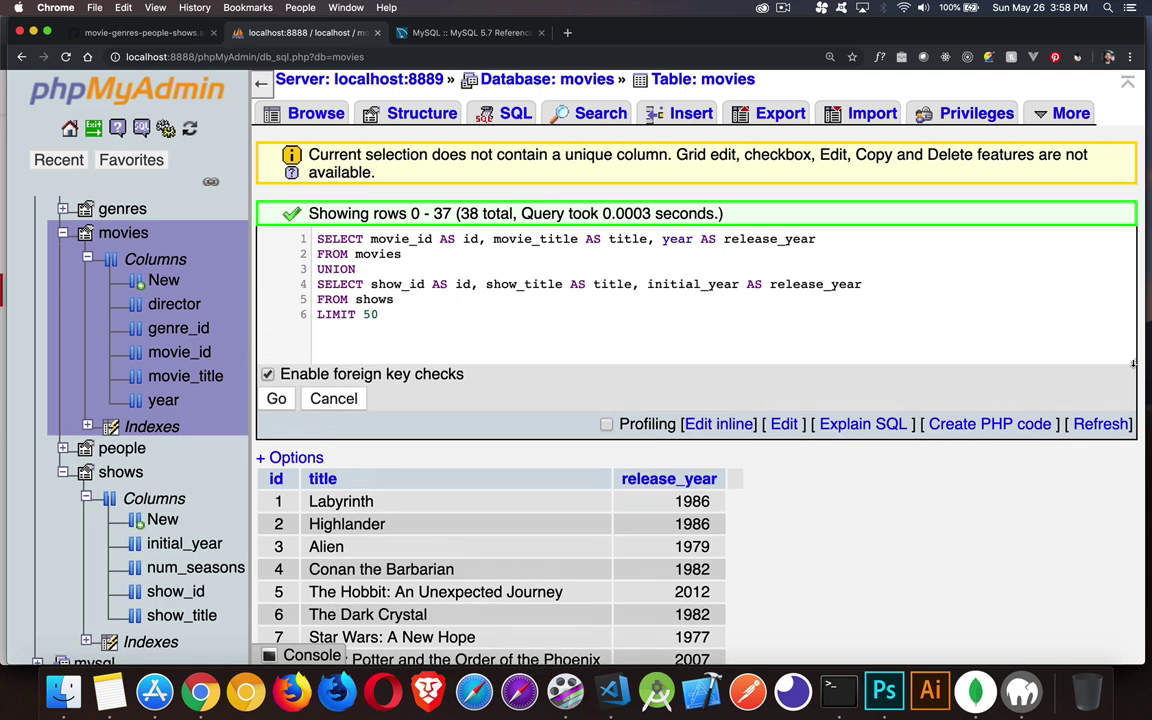 Chrome File Edit View History Bookmarks People Window Help 100% Sun May 26 3:58 PM
movie-genres-people-shows.s localhost:8888 / localhost / mo MySQL :: MySQL 5.7 Referenc
localhost:8888/phpMyAdmin/db_sql.php?db=movies
phpMyAdmin
Recent Favorites
genres
movies
Columns
New
director
genre_id
movie_id
movie_title
year
Indexes
people
shows
Columns
New
initial_year
num_seasons
show_id
show_title
Indexes
mysql
Server: localhost:8889 » Database: movies » Table: movies
Browse Structure SQL Search Insert Export Import Privileges More
Current selection does not contain a unique column. Grid edit, checkbox, Edit, Copy and Delete features are not
available.
Showing rows 0 - 37 (38 total, Query took 0.0003 seconds.)
1 SELECT movie_id AS id, movie_title AS title, year AS release_year
2 FROM movies
3 UNION
4 SELECT show_id AS id, show_title AS title, initial_year AS release_year
5 FROM shows
6 LIMIT 50
Enable foreign key checks
Go Cancel
Profiling [Edit inline] [ Edit ] [ Explain SQL ] [ Create PHP code ] [ Refresh]
+ Options
id title release_year
1 Labyrinth 1986
2 Highlander 1986
3 Alien 1979
4 Conan the Barbarian 1982
5 The Hobbit: An Unexpected Journey 2012
6 The Dark Crystal 1982
7 Star Wars: A New Hope 1977
Potter and the Order of the Phoenix 2007
Console
Ps Ai